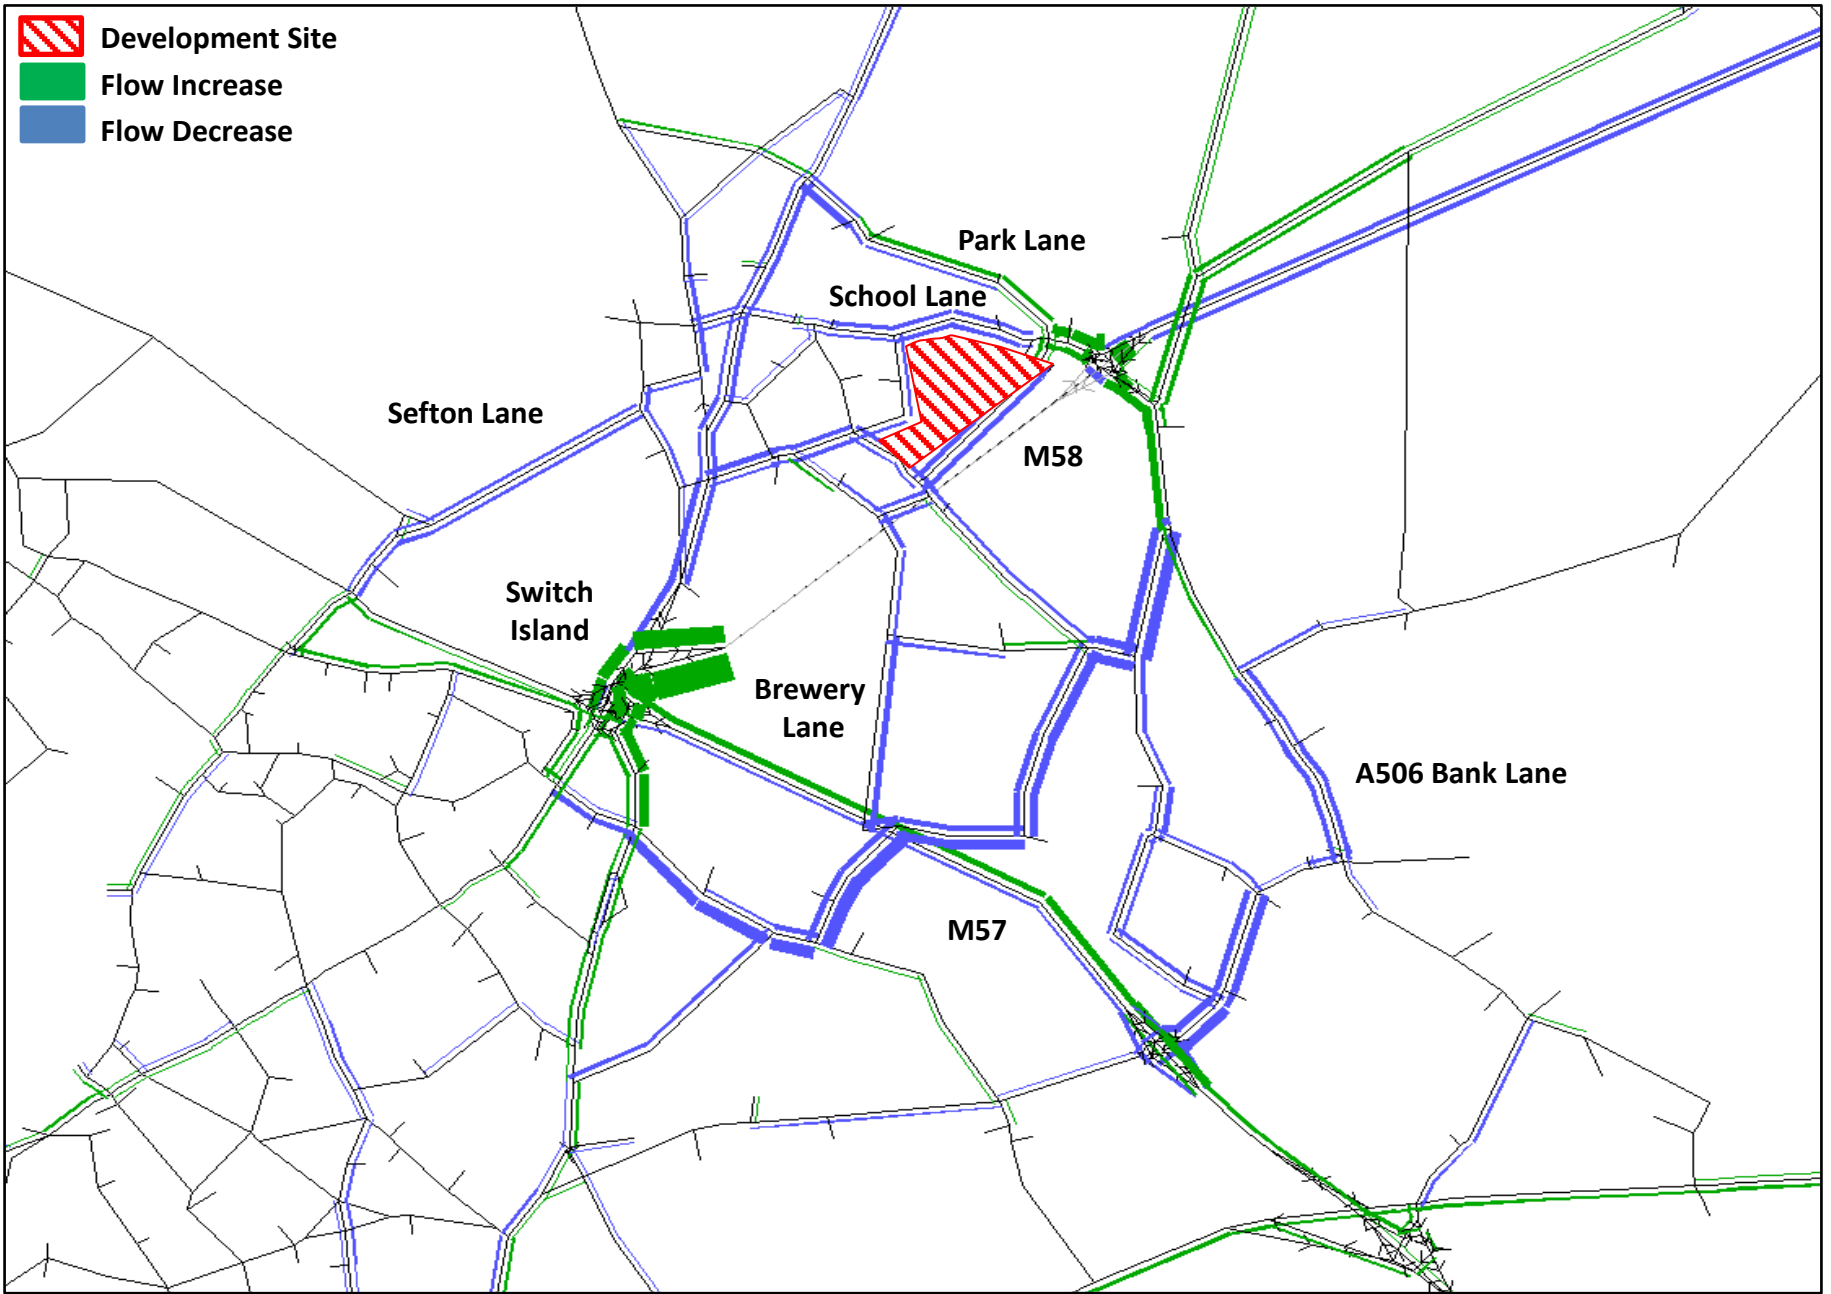 Development Site
Flow Increase
Flow Decrease
Park Lane
School Lane
Sefton Lane
M58
Switch
Island
Brewery
Lane
A506 Bank Lane
M57